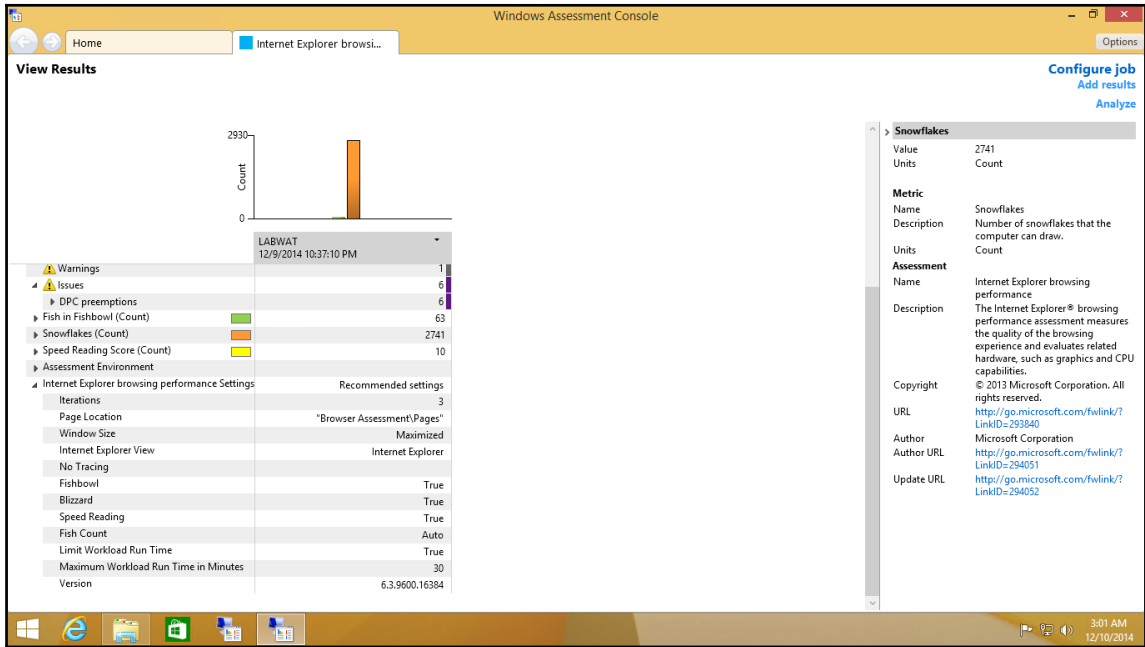 Windows Assessment Console
Home
Internet Explorer browsi...
Options
View Results
Configure job
Add results
Analyze
2930
Count
0
LABWAT
12/9/2014 10:37:10 PM
Warnings 1
Issues 6
DPC preemptions 6
Fish in Fishbowl (Count) 63
Snowflakes (Count) 2741
Speed Reading Score (Count) 10
Assessment Environment
Internet Explorer browsing performance Settings Recommended settings
Iterations 3
Page Location "Browser Assessment\Pages"
Window Size Maximized
Internet Explorer View Internet Explorer
No Tracing
Fishbowl True
Blizzard True
Speed Reading True
Fish Count Auto
Limit Workload Run Time True
Maximum Workload Run Time in Minutes 30
Version 6.3.9600.16384
Snowflakes
Value 2741
Units Count
Metric
Name Snowflakes
Description Number of snowflakes that the
computer can draw.
Units Count
Assessment
Name Internet Explorer browsing
performance
Description The Internet Explorer® browsing
performance assessment measures
the quality of the browsing
experience and evaluates related
hardware, such as graphics and CPU
capabilities.
Copyright © 2013 Microsoft Corporation. All
rights reserved.
URL http://go.microsoft.com/fwlink/?
LinkID=293840
Author Microsoft Corporation
Author URL http://go.microsoft.com/fwlink/?
LinkID=294051
Update URL http://go.microsoft.com/fwlink/?
LinkID=294052
3:01 AM
12/10/2014